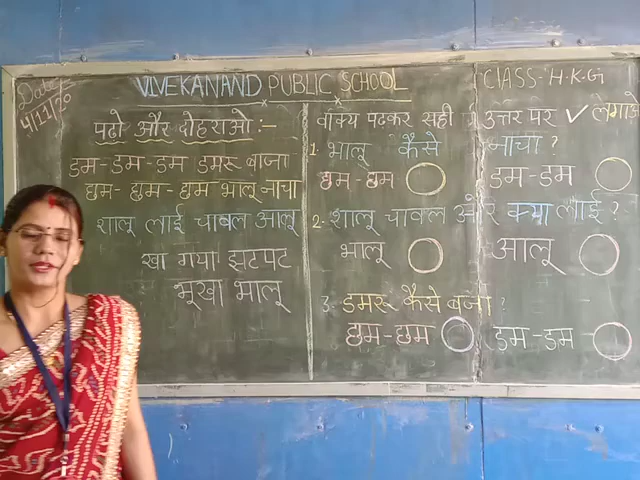 Date
4/11/20
VIVEKANAND PUBLIC SCHOOL
CLASS-H.K.G
पढ़ो और दोहराओ :-
डम-डम-डम डमरू बाजा
छम-छम-छम भालू नाचा
शालू लाई चावल आलू
खा गया झटपट
भूखा भालू
वाक्य पढ़कर सही उत्तर पर ✓ लगाओ
1. भालू कैसे नाचा ?
छम-छम
डम-डम
2. शालू चावल और क्या लाई ?
भालू
आलू
3. डमरू कैसे बजा ?
छम-छम
डम-डम